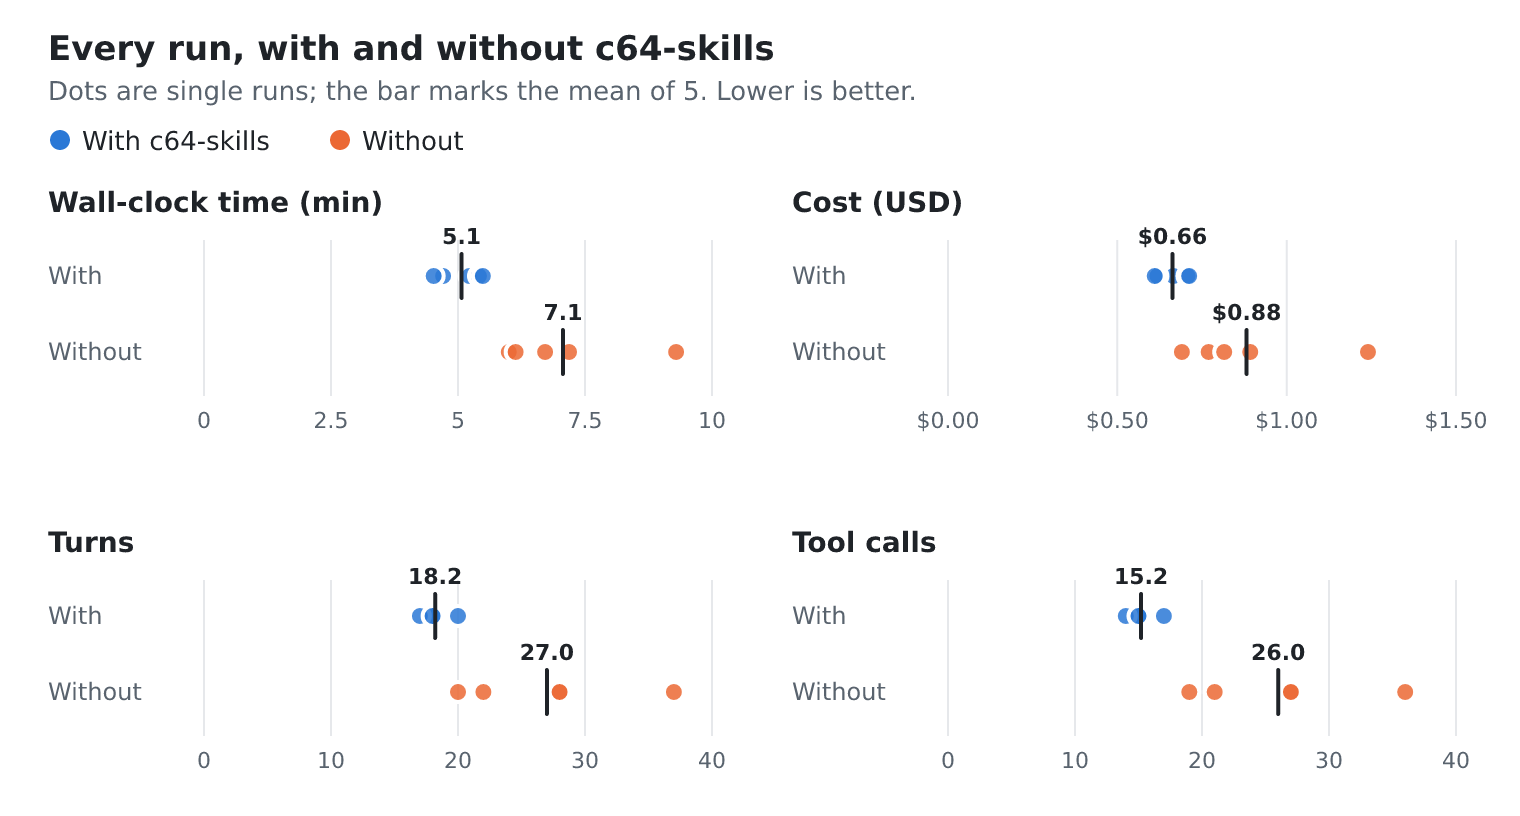 Every run, with and without c64-skills
Dots are single runs; the bar marks the mean of 5. Lower is better.
With c64-skills
Without
Wall-clock time (min)
5.1
With
7.1
Without
0 2.5 5 7.5 10
Cost (USD)
$0.66
With
$0.88
Without
$0.00 $0.50 $1.00 $1.50
Turns
18.2
With
27.0
Without
0 10 20 30 40
Tool calls
15.2
With
26.0
Without
0 10 20 30 40